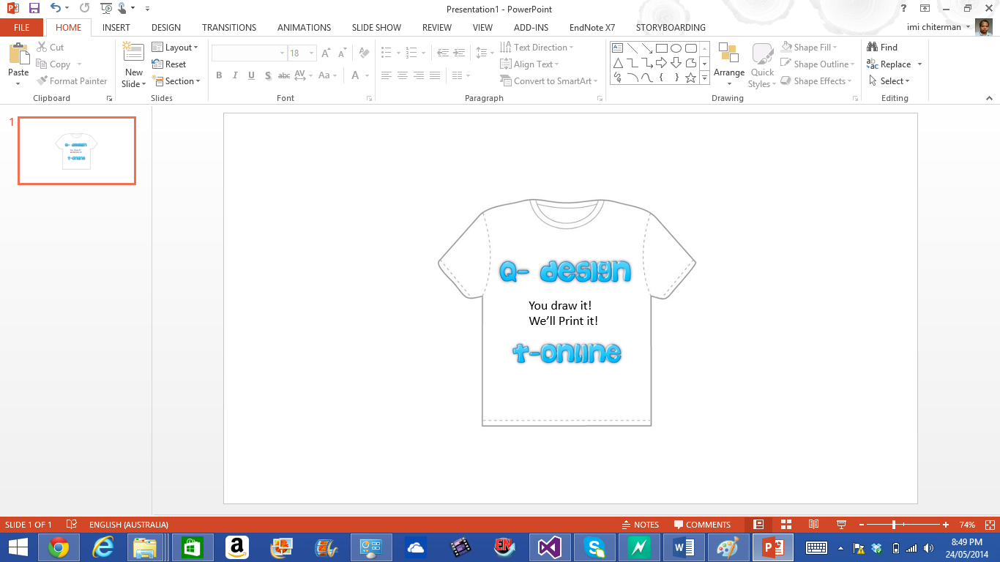 Presentation1 - PowerPoint
?
FILE
HOME
INSERT
DESIGN
TRANSITIONS
ANIMATIONS
SLIDE SHOW
REVIEW
VIEW
ADD-INS
EndNote X7
STORYBOARDING
imi chiterman
Paste
Cut
Copy
Format Painter
Clipboard
New Slide
Layout
Reset
Section
Slides
18
B I U S abc AV Aa A
Font
Text Direction
Align Text
Convert to SmartArt
Paragraph
Arrange
Quick Styles
Shape Fill
Shape Outline
Shape Effects
Drawing
Find
Replace
Select
Editing
1
Q- design
You draw it!
We'll Print it!
t-online
SLIDE 1 OF 1
ENGLISH (AUSTRALIA)
NOTES
COMMENTS
74%
8:49 PM
24/05/2014